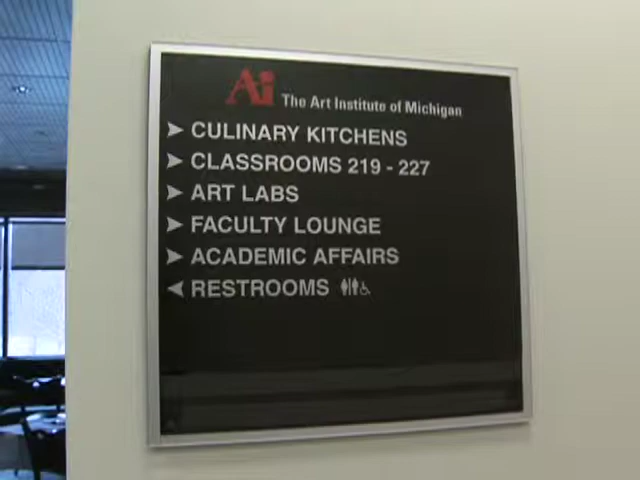 Ai The Art Institute of Michigan
CULINARY KITCHENS
CLASSROOMS 219 - 227
ART LABS
FACULTY LOUNGE
ACADEMIC AFFAIRS
RESTROOMS